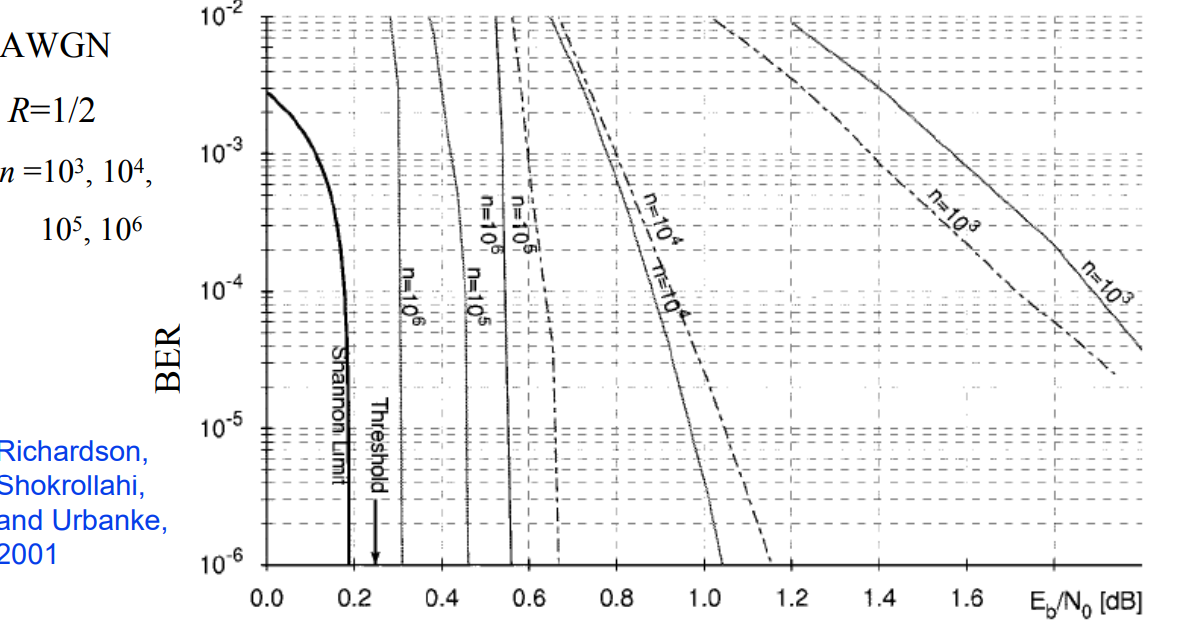 AWGN
R=1/2
n =10³, 10⁴,
10⁵, 10⁶
Richardson,
Shokrollahi,
and Urbanke,
2001
BER
10⁻²
10⁻³
10⁻⁴
10⁻⁵
10⁻⁶
Shannon Limit
Threshold
n=10⁶
n=10⁵
n=10⁶
n=10⁵
n=10⁴
n=10⁴
n=10³
n=10³
0.0 0.2 0.4 0.6 0.8 1.0 1.2 1.4 1.6 E_b/N₀ [dB]